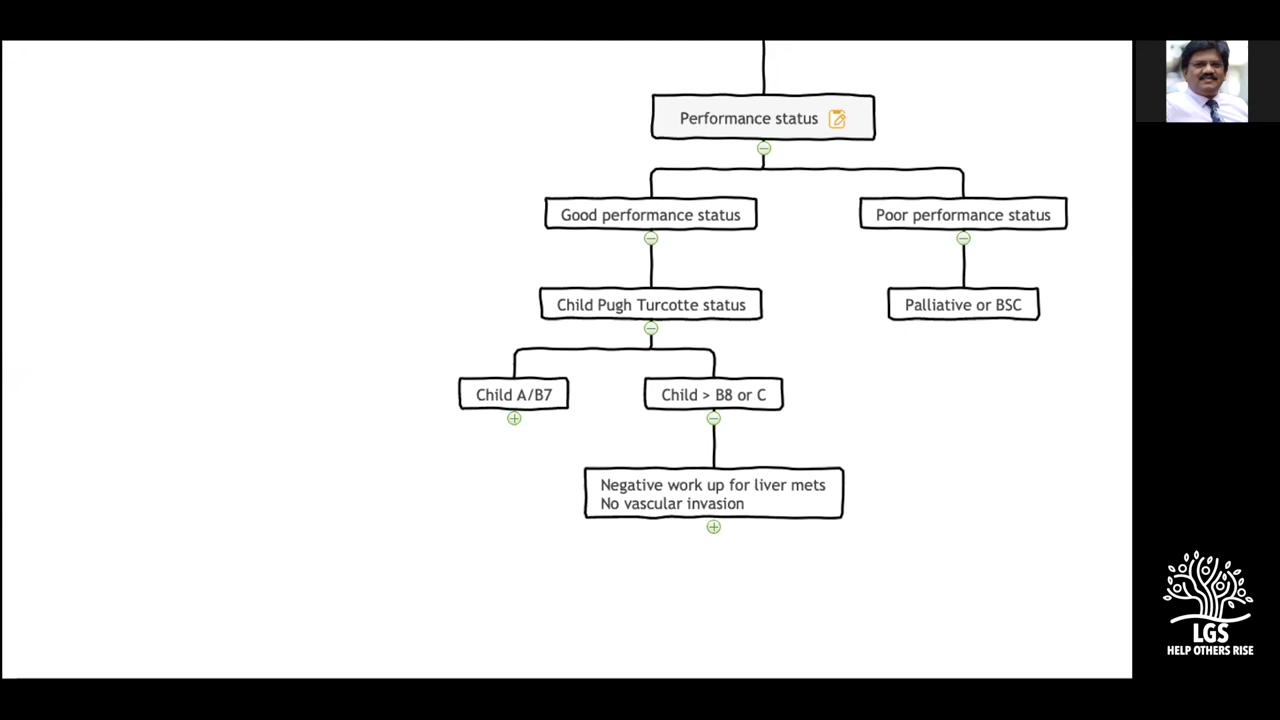 Performance status
Good performance status
Poor performance status
Child Pugh Turcotte status
Palliative or BSC
Child A/B7
Child > B8 or C
Negative work up for liver mets
No vascular invasion
LGS
HELP OTHERS RISE